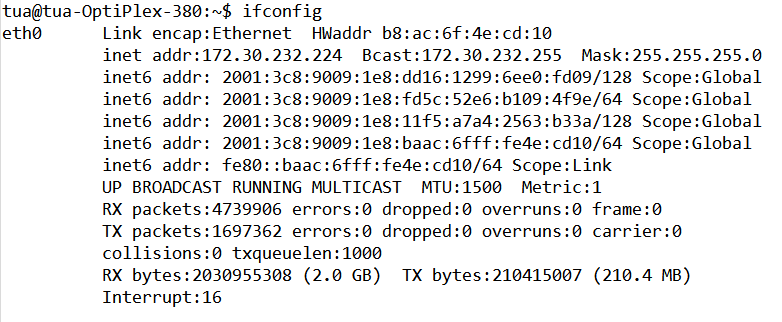 tua@tua-OptiPlex-380:~$ ifconfig
eth0 Link encap:Ethernet HWaddr b8:ac:6f:4e:cd:10
inet addr:172.30.232.224 Bcast:172.30.232.255 Mask:255.255.255.0
inet6 addr: 2001:3c8:9009:1e8:dd16:1299:6ee0:fd09/128 Scope:Global
inet6 addr: 2001:3c8:9009:1e8:fd5c:52e6:b109:4f9e/64 Scope:Global
inet6 addr: 2001:3c8:9009:1e8:11f5:a7a4:2563:b33a/128 Scope:Global
inet6 addr: 2001:3c8:9009:1e8:baac:6fff:fe4e:cd10/64 Scope:Global
inet6 addr: fe80::baac:6fff:fe4e:cd10/64 Scope:Link
UP BROADCAST RUNNING MULTICAST MTU:1500 Metric:1
RX packets:4739906 errors:0 dropped:0 overruns:0 frame:0
TX packets:1697362 errors:0 dropped:0 overruns:0 carrier:0
collisions:0 txqueuelen:1000
RX bytes:2030955308 (2.0 GB) TX bytes:210415007 (210.4 MB)
Interrupt:16